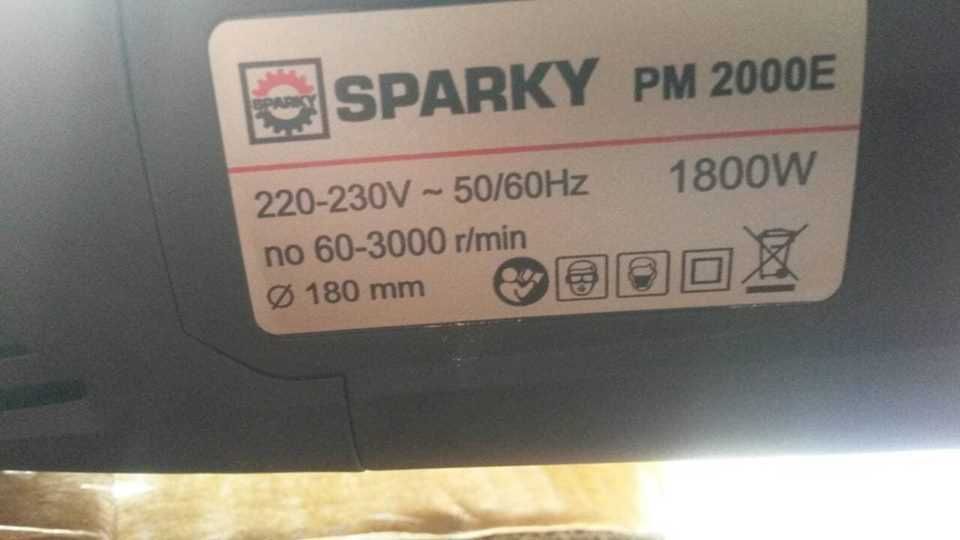 SPARKY SPARKY PM 2000E
220-230V ~ 50/60Hz 1800W
no 60-3000 r/min
Ø 180 mm